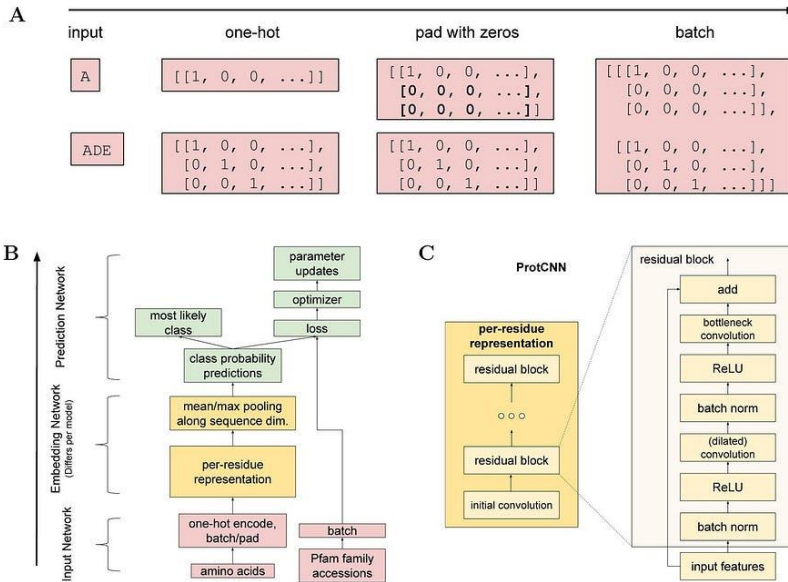 A
input
one-hot
pad with zeros
batch
A
[[1, 0, 0, ...]]
[[1, 0, 0, ...],
[0, 0, 0, ...],
[0, 0, 0, ...]]
[[[1, 0, 0, ...],
[0, 0, 0, ...],
[0, 0, 0, ...]],
ADE
[[1, 0, 0, ...],
[0, 1, 0, ...],
[0, 0, 1, ...]]
[[1, 0, 0, ...],
[0, 1, 0, ...],
[0, 0, 1, ...]]
[[1, 0, 0, ...],
[0, 1, 0, ...],
[0, 0, 1, ...]]]
B
Prediction Network
parameter
updates
optimizer
most likely
class
loss
class probability
predictions
Embedding Network
(Differs per model)
mean/max pooling
along sequence dim.
per-residue
representation
Input Network
one-hot encode,
batch/pad
batch
amino acids
Pfam family
accessions
C
ProtCNN
per-residue
representation
residual block
residual block
initial convolution
residual block
add
bottleneck
convolution
ReLU
batch norm
(dilated)
convolution
ReLU
batch norm
input features